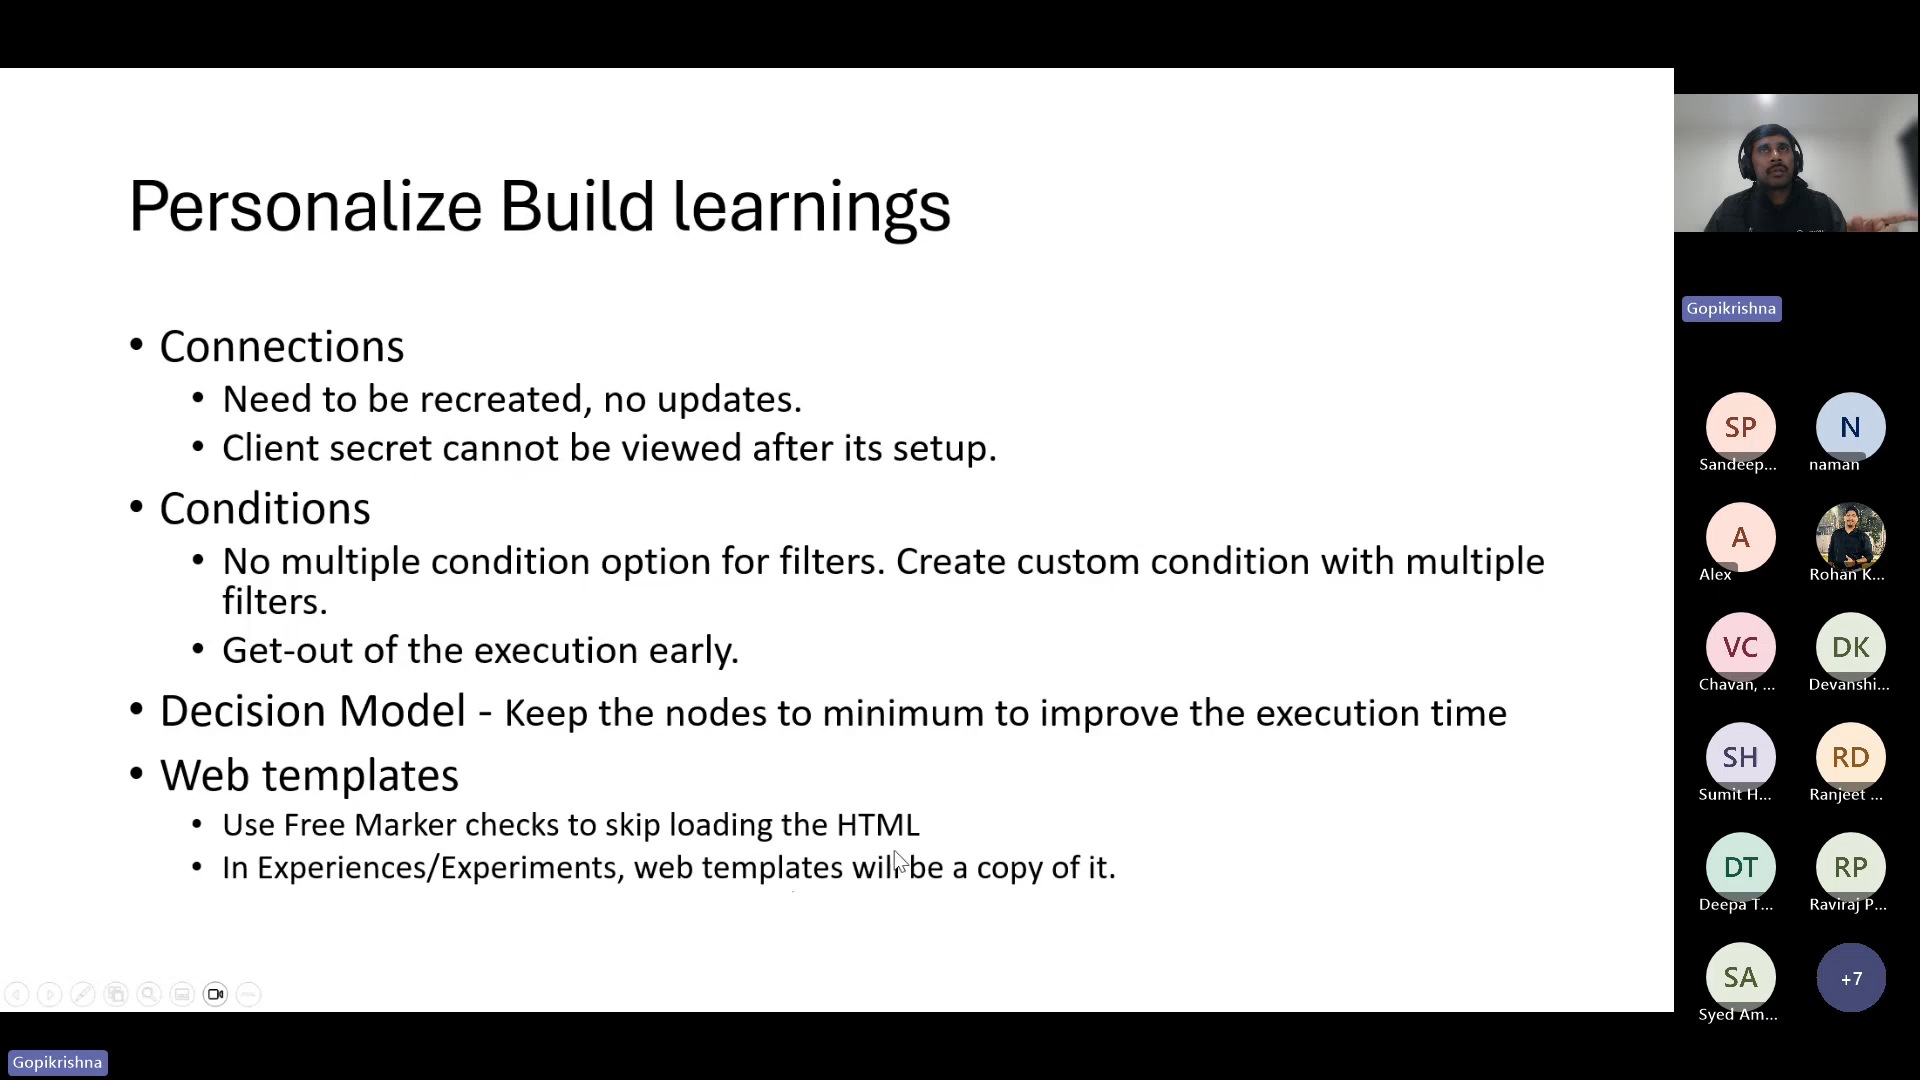 Personalize Build learnings
• Connections
• Need to be recreated, no updates.
• Client secret cannot be viewed after its setup.
• Conditions
• No multiple condition option for filters. Create custom condition with multiple
filters.
• Get-out of the execution early.
• Decision Model - Keep the nodes to minimum to improve the execution time
• Web templates
• Use Free Marker checks to skip loading the HTML
• In Experiences/Experiments, web templates will be a copy of it.
Gopikrishna
SP
Sandeep...
N
naman
A
Alex
Rohan K...
VC
Chavan, ...
DK
Devanshi...
SH
Sumit H...
RD
Ranjeet ...
DT
Deepa T...
RP
Raviraj P...
SA
Syed Am...
+7
Gopikrishna